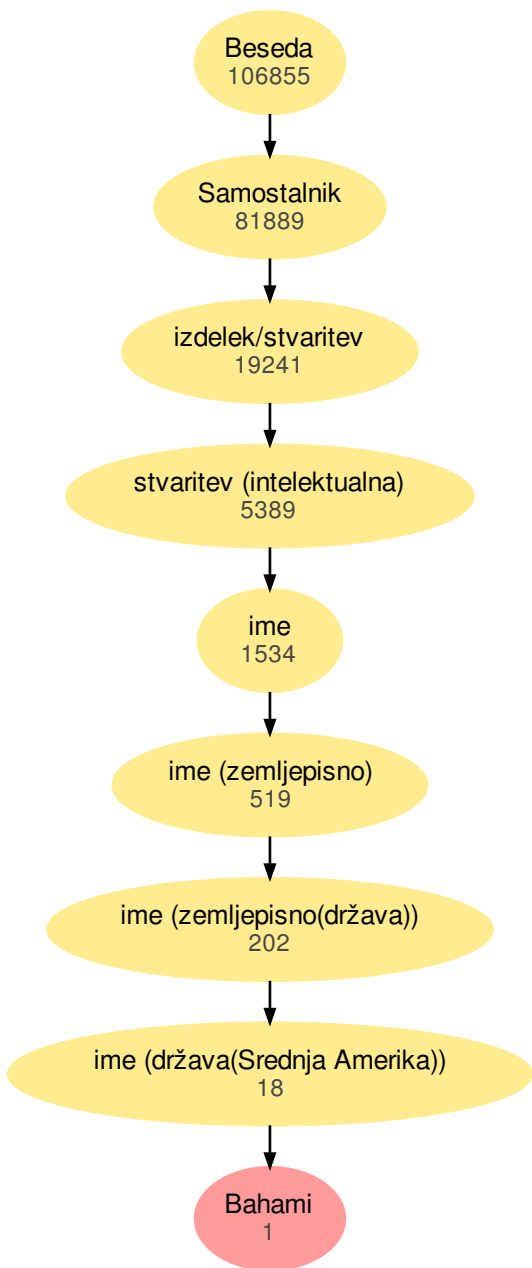 Beseda
106855
Samostalnik
81889
izdelek/stvaritev
19241
stvaritev (intelektualna)
5389
ime
1534
ime (zemljepisno)
519
ime (zemljepisno(država))
202
ime (država(Srednja Amerika))
18
Bahami
1